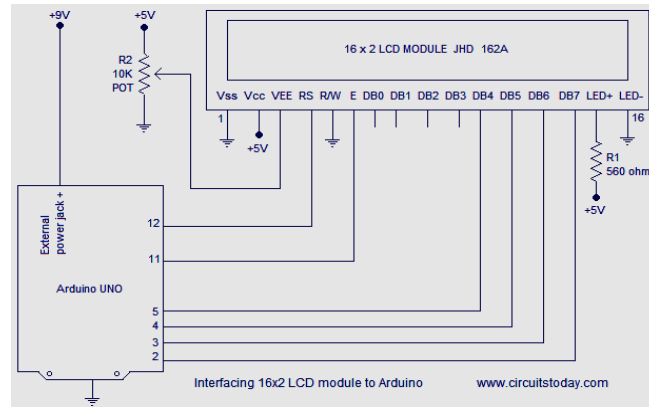 +9V
+5V
R2
10K
POT
16 x 2 LCD MODULE JHD 162A
Vss Vcc VEE RS R/W E DB0 DB1 DB2 DB3 DB4 DB5 DB6 DB7 LED+ LED-
1
16
+5V
R1
560 ohm
+5V
External
power jack +
12
11
Arduino UNO
5
4
3
2
Interfacing 16x2 LCD module to Arduino
www.circuitstoday.com